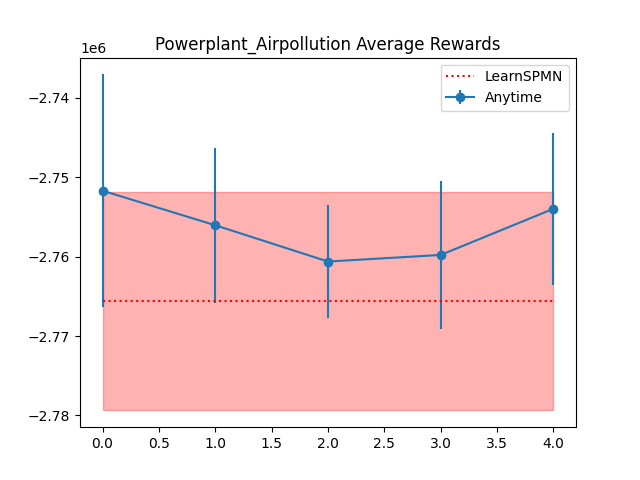 Powerplant_Airpollution Average Rewards
1e6
LearnSPMN
Anytime
−2.74
−2.75
−2.76
−2.77
−2.78
0.0 0.5 1.0 1.5 2.0 2.5 3.0 3.5 4.0